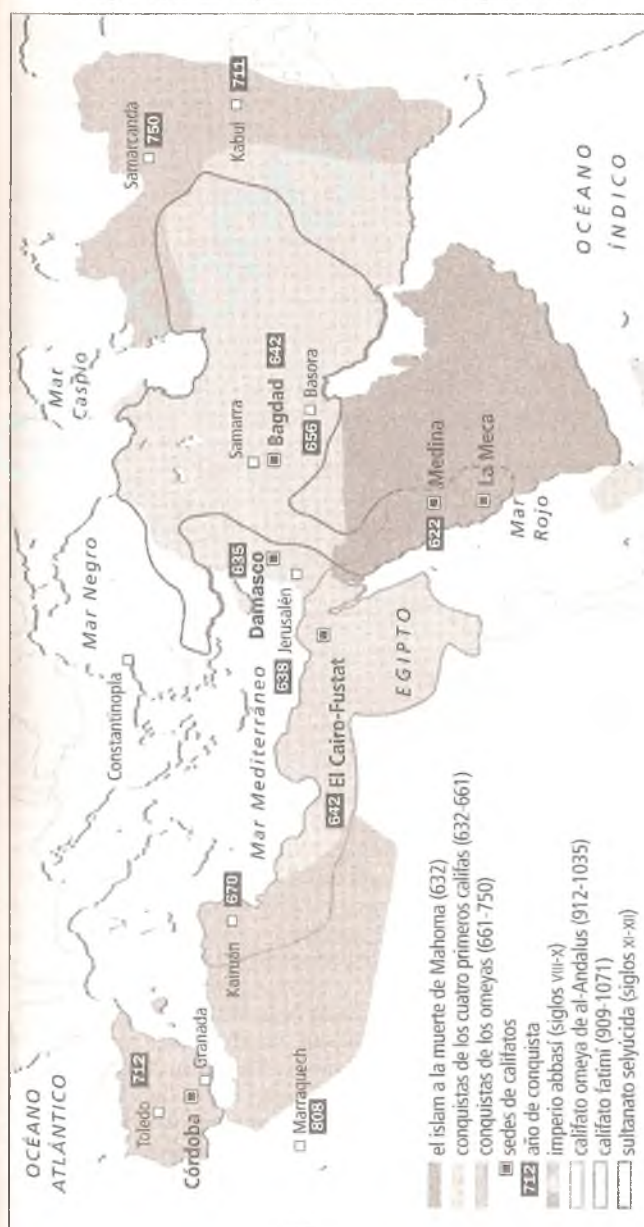 OCÉANO
ATLÁNTICO
Toledo
712
Córdoba
Granada
Marraquech
808
Kairuán
670
Constantinopla
Mar Negro
Mar
Caspio
Samarcanda
750
Kabul
711
Mar Mediterráneo
Damasco
635
638
Jerusalén
642
El Cairo-Fustat
EGIPTO
Samarra
Bagdad
642
656
Basora
622
Medina
La Meca
Mar
Rojo
OCÉANO
ÍNDICO
el islam a la muerte de Mahoma (632)
conquistas de los cuatro primeros califas (632-661)
conquistas de los omeyas (661-750)
sedes de califatos
712 año de conquista
imperio abbasí (siglos VIII-X)
califato omeya de al-Andalus (912-1035)
califato fatimí (909-1071)
sultanato selyúcida (siglos XI-XII)